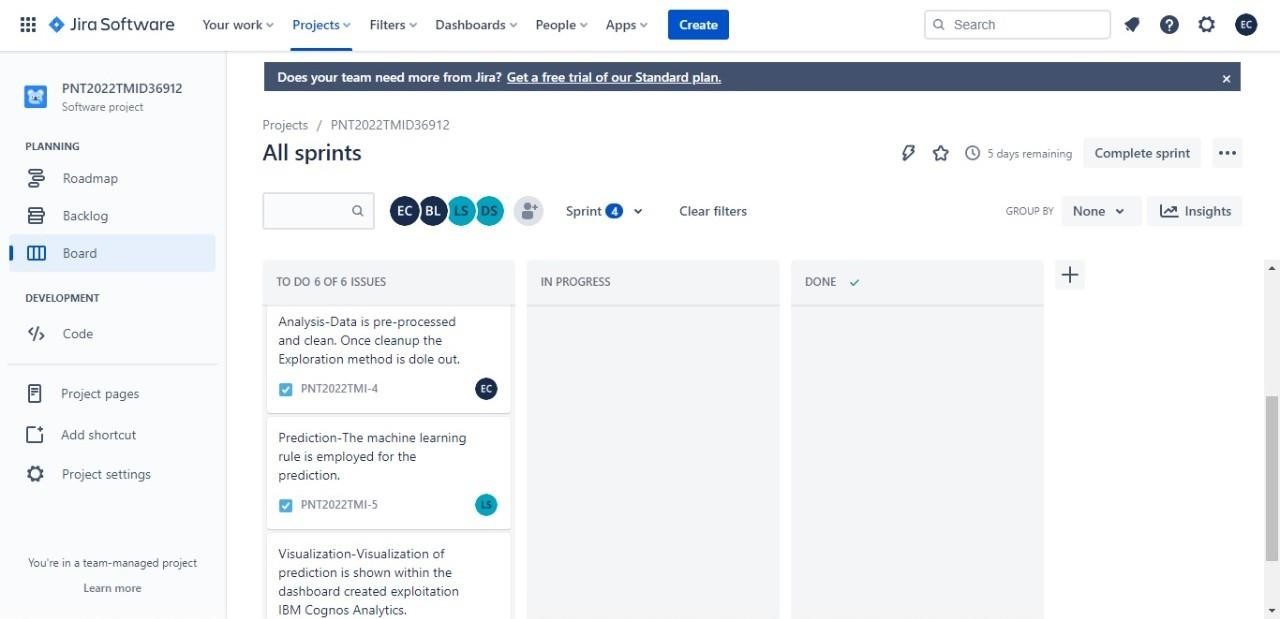 Jira Software
Your work
Projects
Filters
Dashboards
People
Apps
Create
Search
EC
PNT2022TMID36912
Software project
PLANNING
Roadmap
Backlog
Board
DEVELOPMENT
Code
Project pages
Add shortcut
Project settings
You're in a team-managed project
Learn more
Does your team need more from Jira? Get a free trial of our Standard plan.
Projects / PNT2022TMID36912
All sprints
5 days remaining
Complete sprint
EC BL LS DS
Sprint 4
Clear filters
GROUP BY
None
Insights
TO DO 6 OF 6 ISSUES
IN PROGRESS
DONE
Analysis-Data is pre-processed
and clean. Once cleanup the
Exploration method is dole out.
PNT2022TMI-4
EC
Prediction-The machine learning
rule is employed for the
prediction.
PNT2022TMI-5
LS
Visualization-Visualization of
prediction is shown within the
dashboard created exploitation
IBM Cognos Analytics.